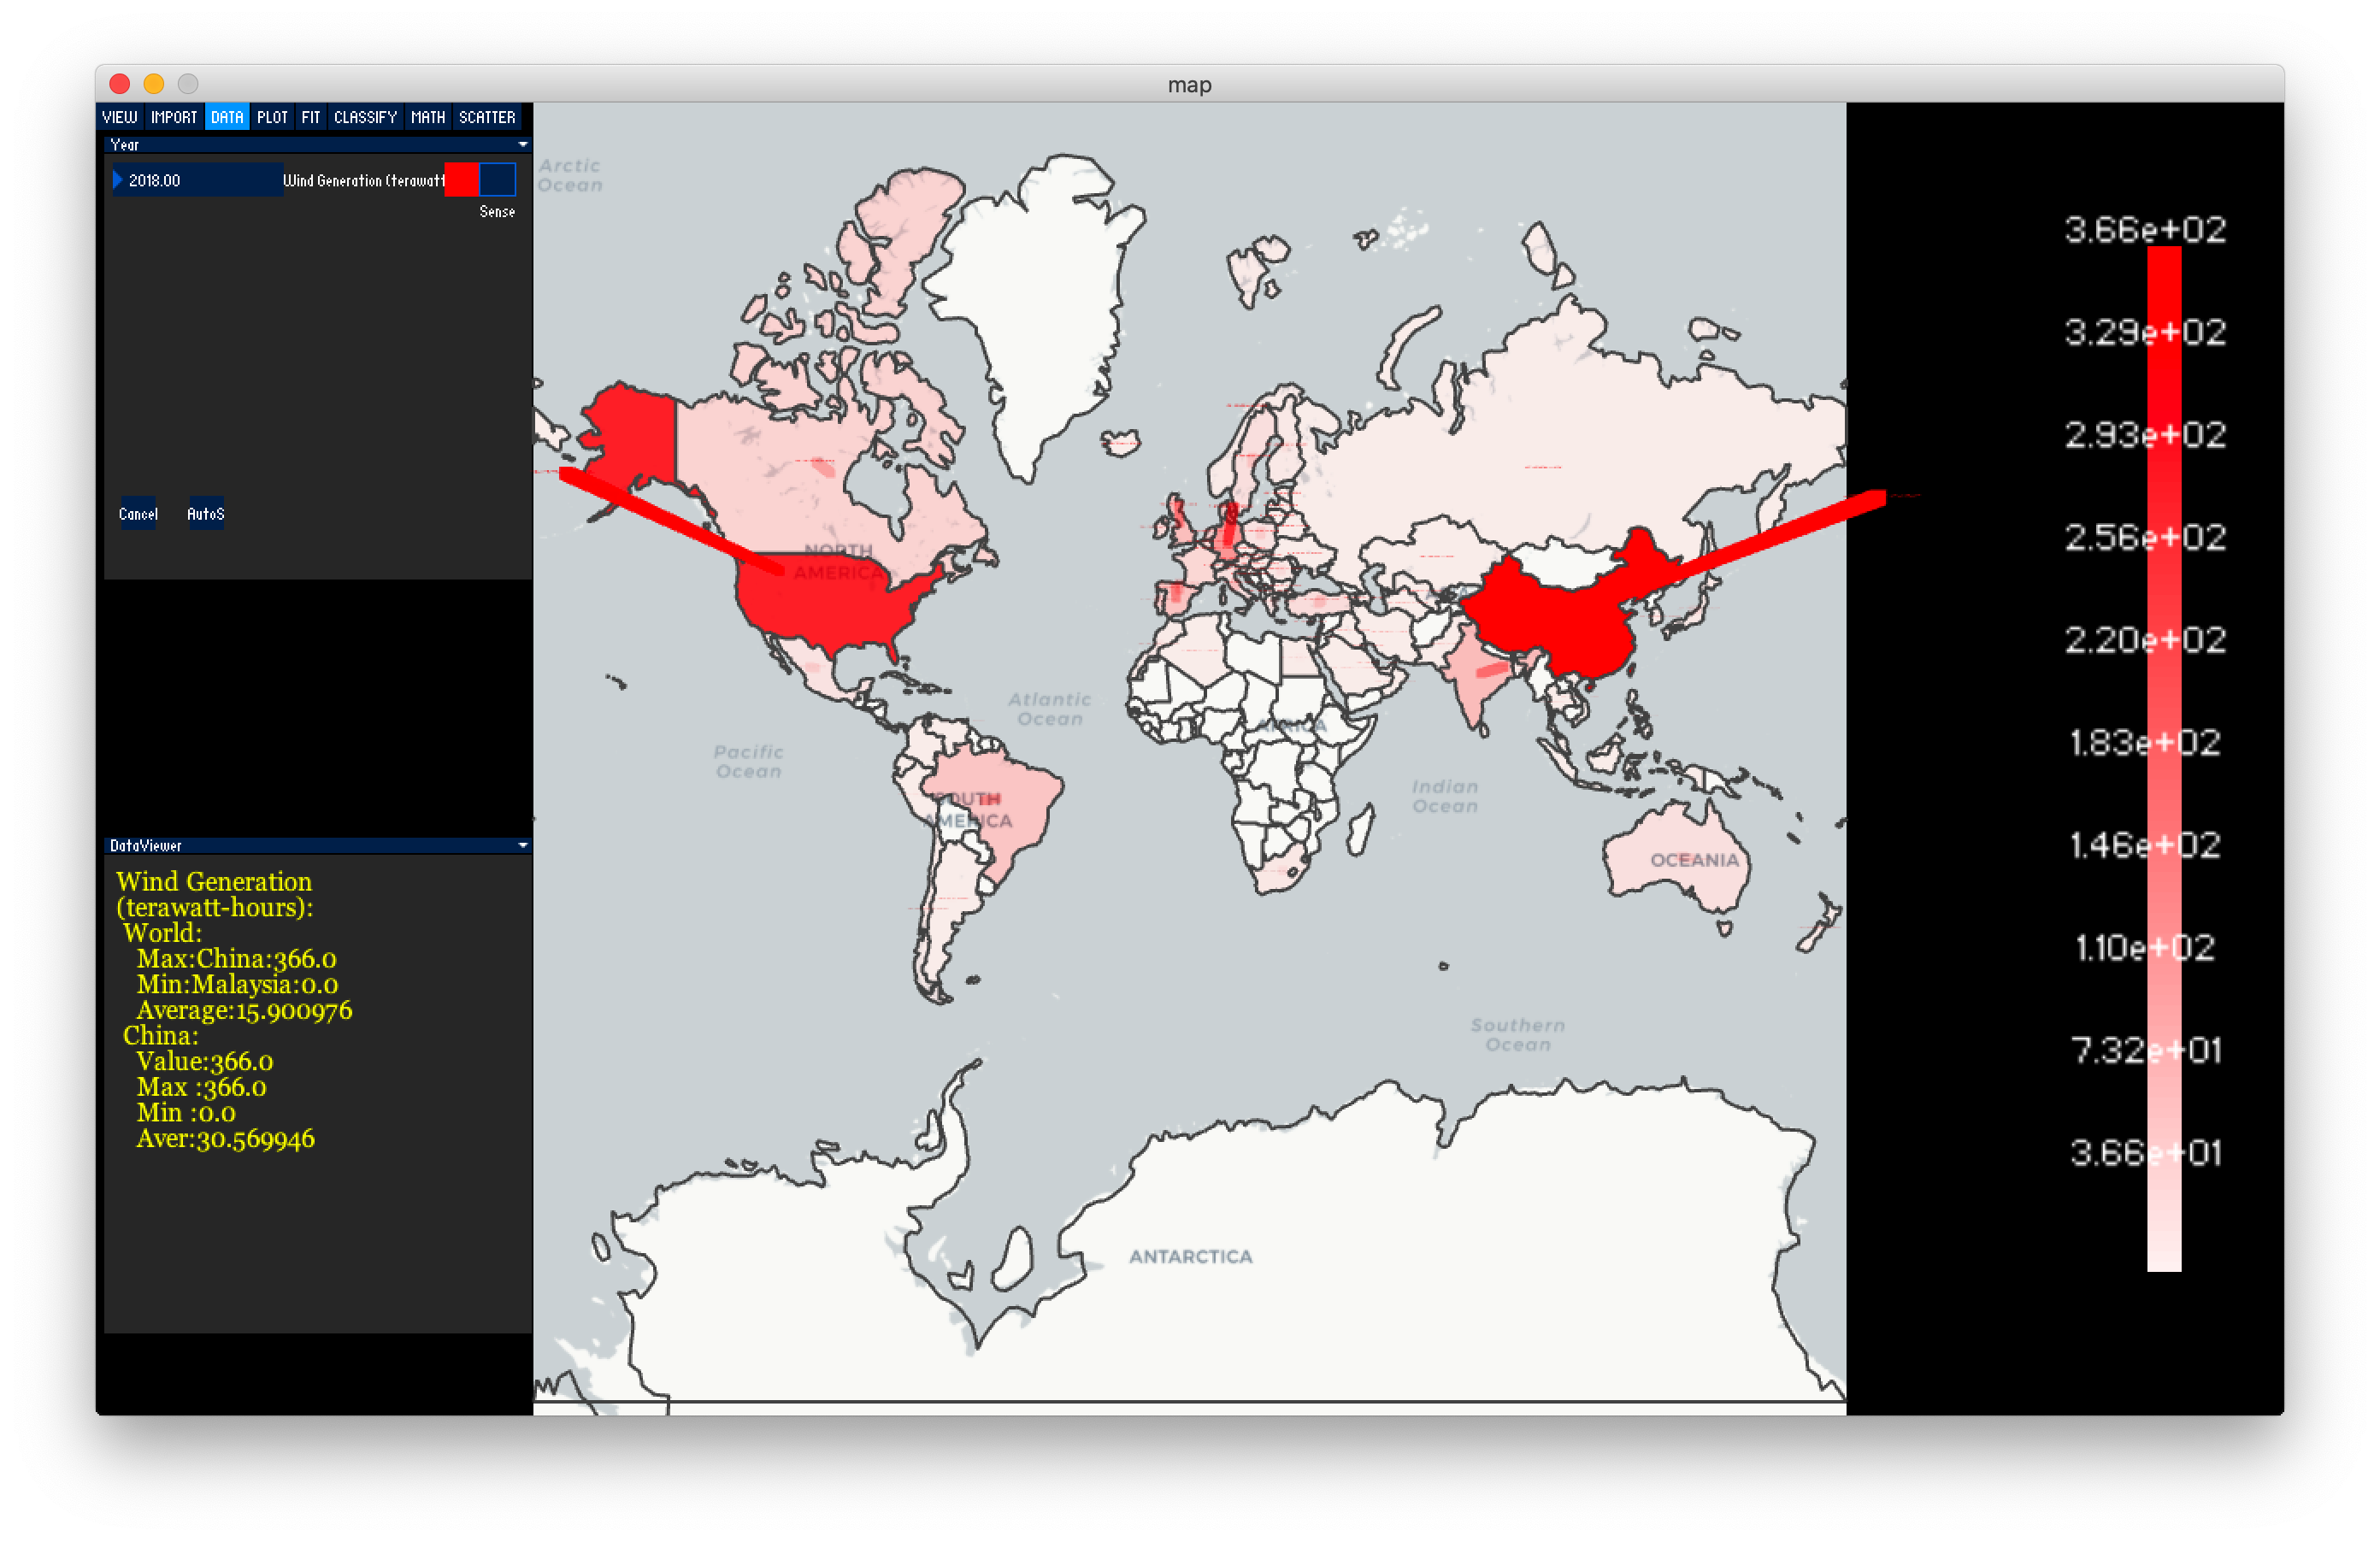 map
VIEW IMPORT DATA PLOT FIT CLASSIFY MATH SCATTER
Year
2018.00 Wind Generation (terawatt
Sense
Cancel AutoS
DataViewer
Wind Generation
(terawatt-hours):
World:
Max:China:366.0
Min:Malaysia:0.0
Average:15.900976
China:
Value:366.0
Max :366.0
Min :0.0
Aver:30.569946
Arctic
Ocean
NORTH
AMERICA
Atlantic
Ocean
Pacific
Ocean
SOUTH
AMERICA
AFRICA
ASIA
Indian
Ocean
OCEANIA
Southern
Ocean
ANTARCTICA
3.66e+02
3.29e+02
2.93e+02
2.56e+02
2.20e+02
1.83e+02
1.46e+02
1.10e+02
7.32e+01
3.66e+01